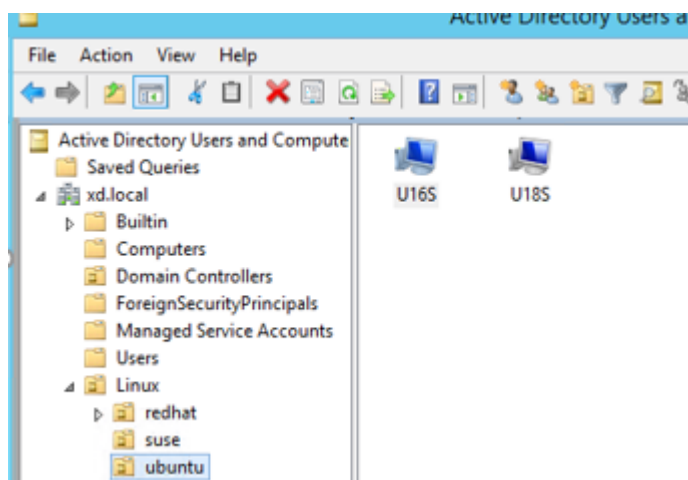 Active Directory Users a
File Action View Help
Active Directory Users and Compute
Saved Queries
xd.local
Builtin
Computers
Domain Controllers
ForeignSecurityPrincipals
Managed Service Accounts
Users
Linux
redhat
suse
ubuntu
U16S U18S